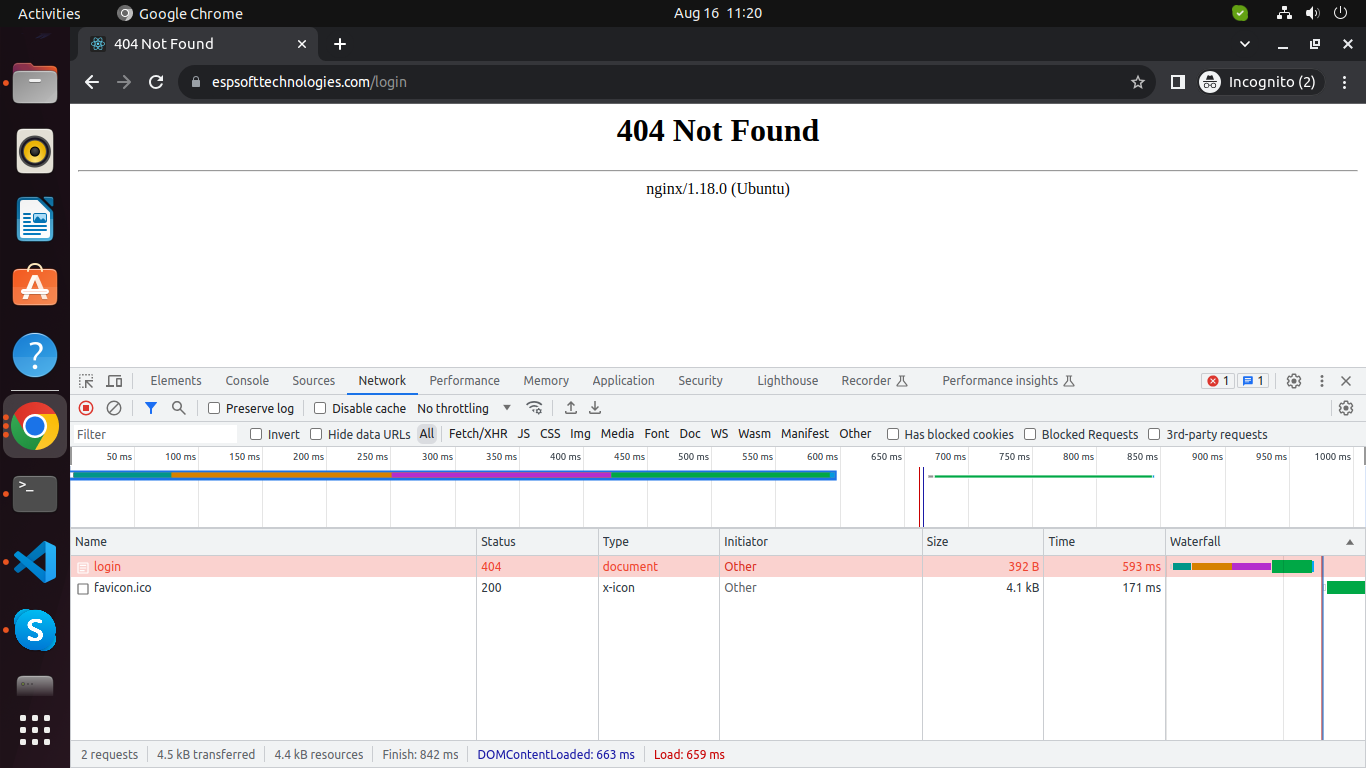 Activities Google Chrome Aug 16 11:20
404 Not Found
espsofttechnologies.com/login Incognito (2)
404 Not Found
nginx/1.18.0 (Ubuntu)
Elements Console Sources Network Performance Memory Application Security Lighthouse Recorder Performance insights 1 1
Preserve log Disable cache No throttling
Filter Invert Hide data URLs All Fetch/XHR JS CSS Img Media Font Doc WS Wasm Manifest Other Has blocked cookies Blocked Requests 3rd-party requests
50 ms 100 ms 150 ms 200 ms 250 ms 300 ms 350 ms 400 ms 450 ms 500 ms 550 ms 600 ms 650 ms 700 ms 750 ms 800 ms 850 ms 900 ms 950 ms 1000 ms
Name Status Type Initiator Size Time Waterfall
login 404 document Other 392 B 593 ms
favicon.ico 200 x-icon Other 4.1 kB 171 ms
2 requests 4.5 kB transferred 4.4 kB resources Finish: 842 ms DOMContentLoaded: 663 ms Load: 659 ms